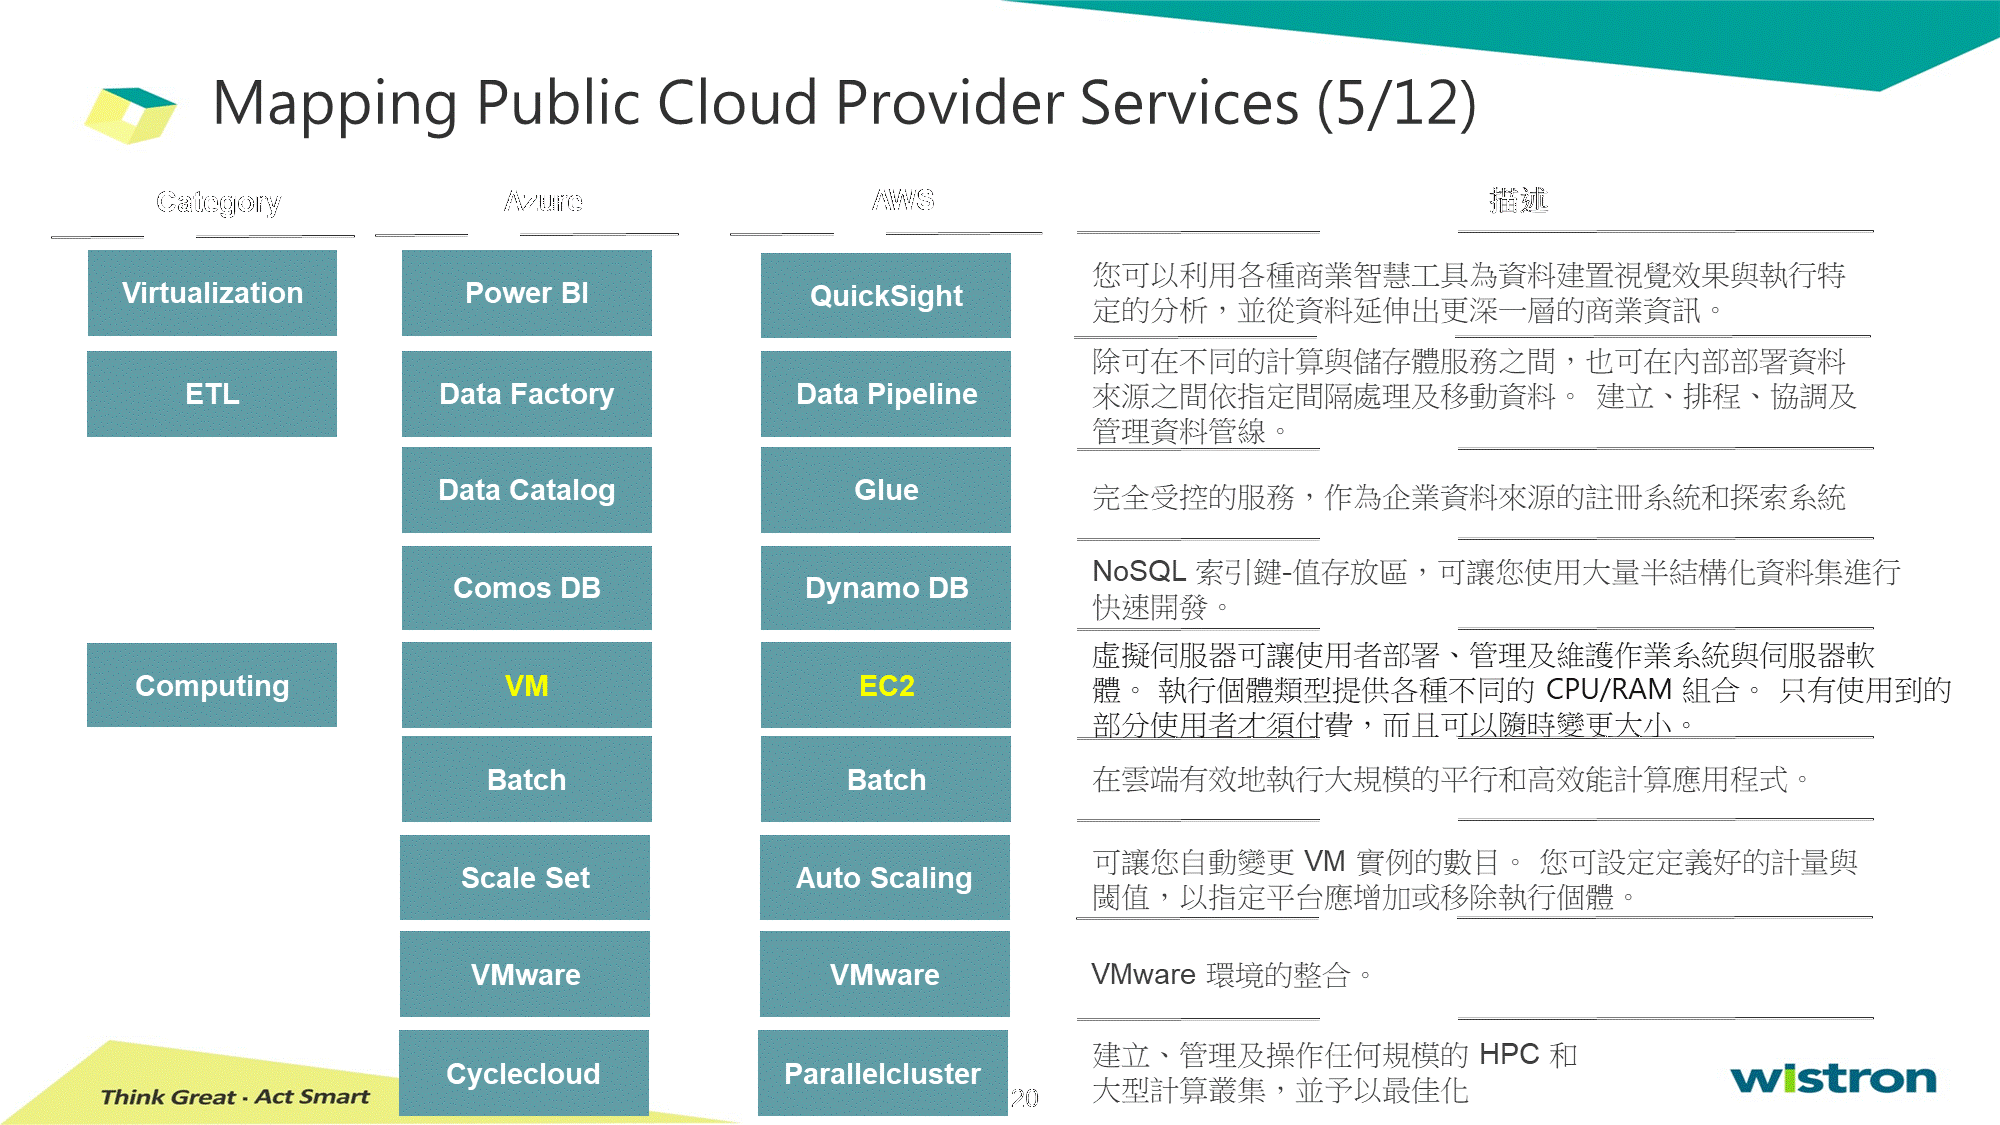 Mapping Public Cloud Provider Services (5/12)
Category
Azure
AWS
描述
Virtualization
Power BI
QuickSight
您可以利用各種商業智慧工具為資料建置視覺效果與執行特
定的分析，並從資料延伸出更深一層的商業資訊。
ETL
Data Factory
Data Pipeline
除可在不同的計算與儲存體服務之間，也可在內部部署資料
來源之間依指定間隔處理及移動資料。 建立、排程、協調及
管理資料管線。
Data Catalog
Glue
完全受控的服務，作為企業資料來源的註冊系統和探索系統
Comos DB
Dynamo DB
NoSQL 索引鍵-值存放區，可讓您使用大量半結構化資料集進行
快速開發。
Computing
VM
EC2
虛擬伺服器可讓使用者部署、管理及維護作業系統與伺服器軟
體。 執行個體類型提供各種不同的 CPU/RAM 組合。 只有使用到的
部分使用者才須付費，而且可以隨時變更大小。
Batch
Batch
在雲端有效地執行大規模的平行和高效能計算應用程式。
Scale Set
Auto Scaling
可讓您自動變更 VM 實例的數目。 您可設定定義好的計量與
閾值，以指定平台應增加或移除執行個體。
VMware
VMware
VMware 環境的整合。
Cyclecloud
Parallelcluster
建立、管理及操作任何規模的 HPC 和
大型計算叢集，並予以最佳化
Think Great · Act Smart
20
wistron